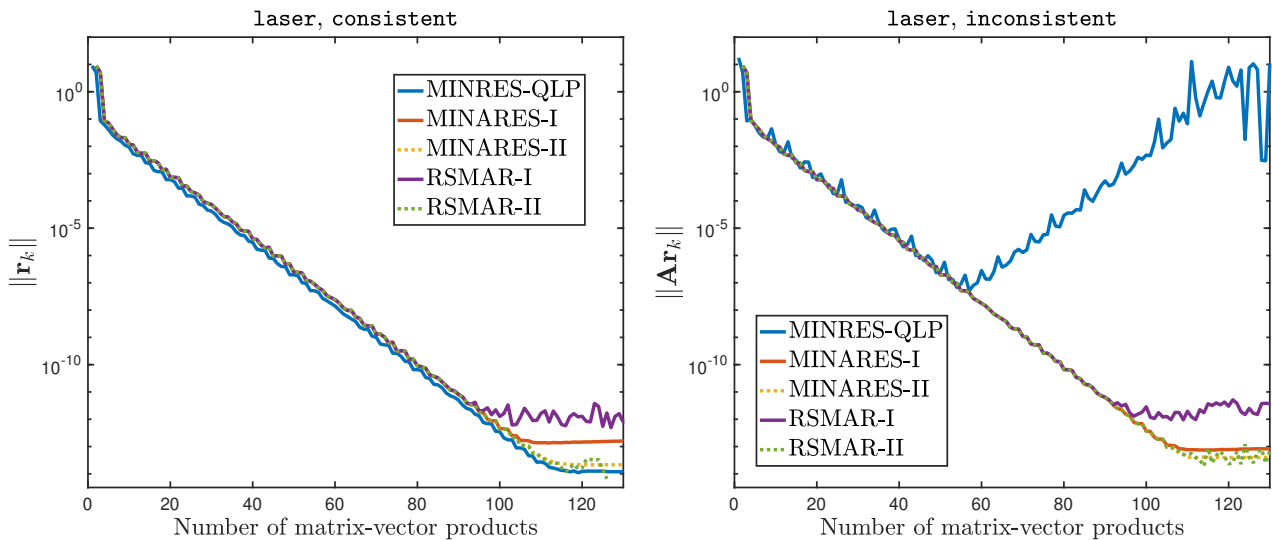 laser, consistent
‖r_k‖
10^0
10^-5
10^-10
MINRES-QLP
MINARES-I
MINARES-II
RSMAR-I
RSMAR-II
0 20 40 60 80 100 120
Number of matrix-vector products
laser, inconsistent
‖Ar_k‖
10^0
10^-5
10^-10
MINRES-QLP
MINARES-I
MINARES-II
RSMAR-I
RSMAR-II
0 20 40 60 80 100 120
Number of matrix-vector products